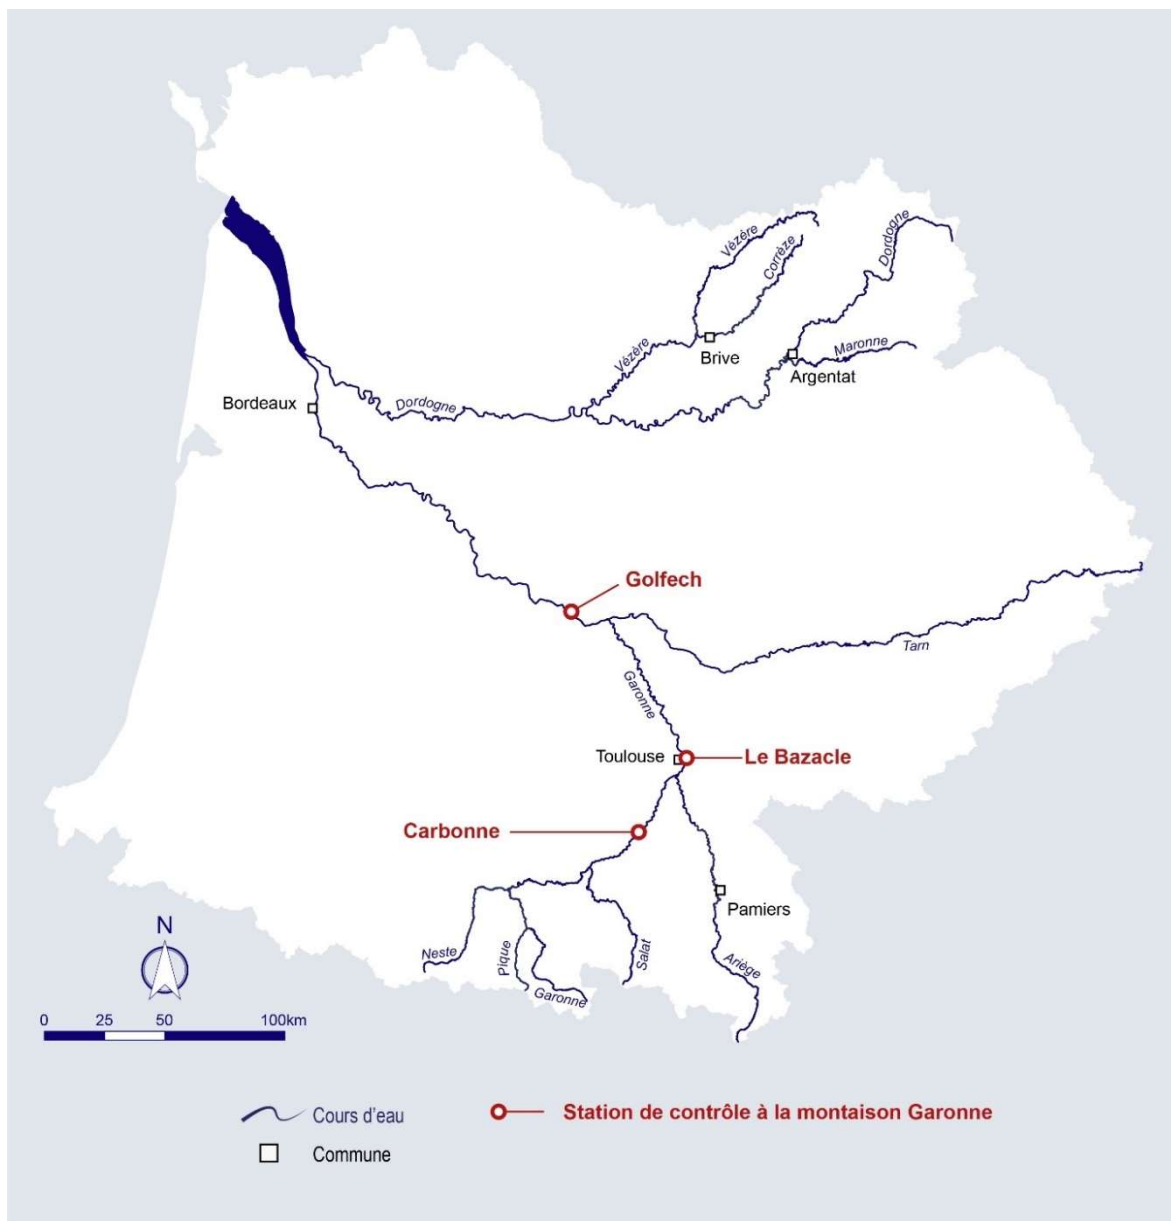 Vézère
Corrèze
Dordogne
Vézère
Brive
Maronne
Argentat
Bordeaux
Dordogne
Golfech
Tarn
Garonne
Toulouse
Le Bazacle
Carbonne
Pamiers
Neste
Pique
Garonne
Salat
Ariège
N
0 25 50 100km
Cours d'eau
Station de contrôle à la montaison Garonne
Commune